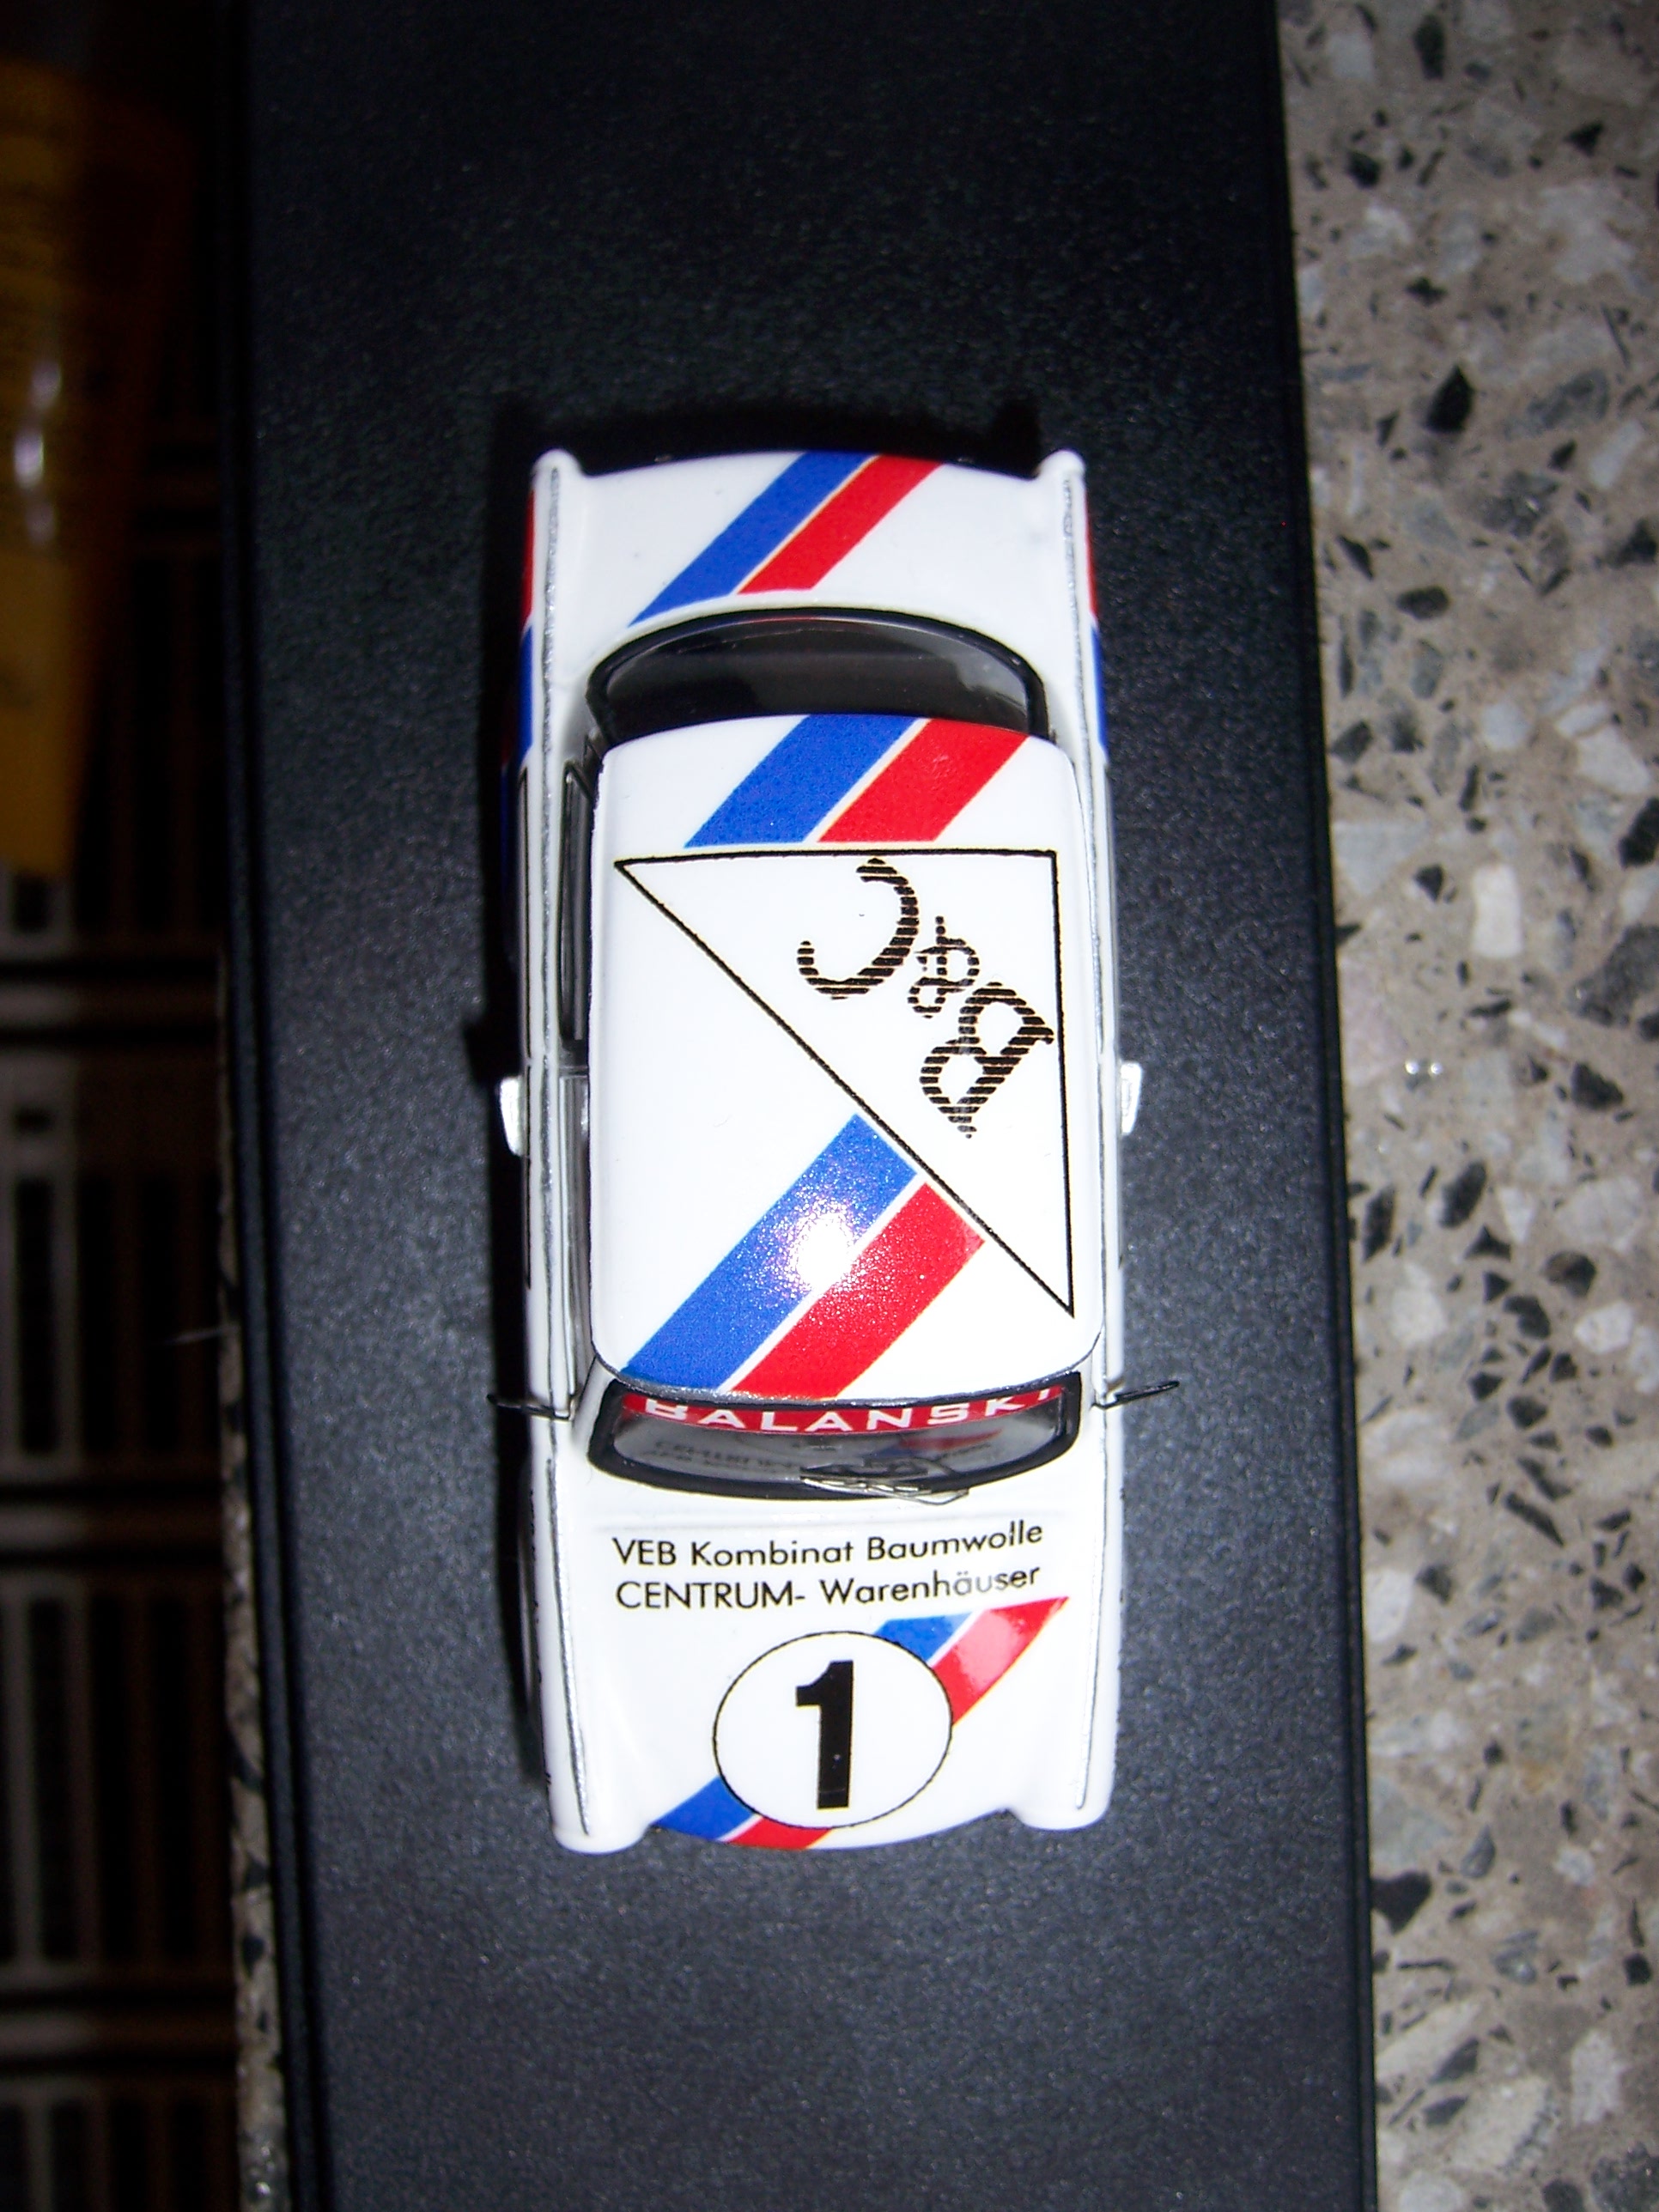 B&C
BALANSKI
VEB Kombinat Baumwolle
CENTRUM- Warenhäuser
1